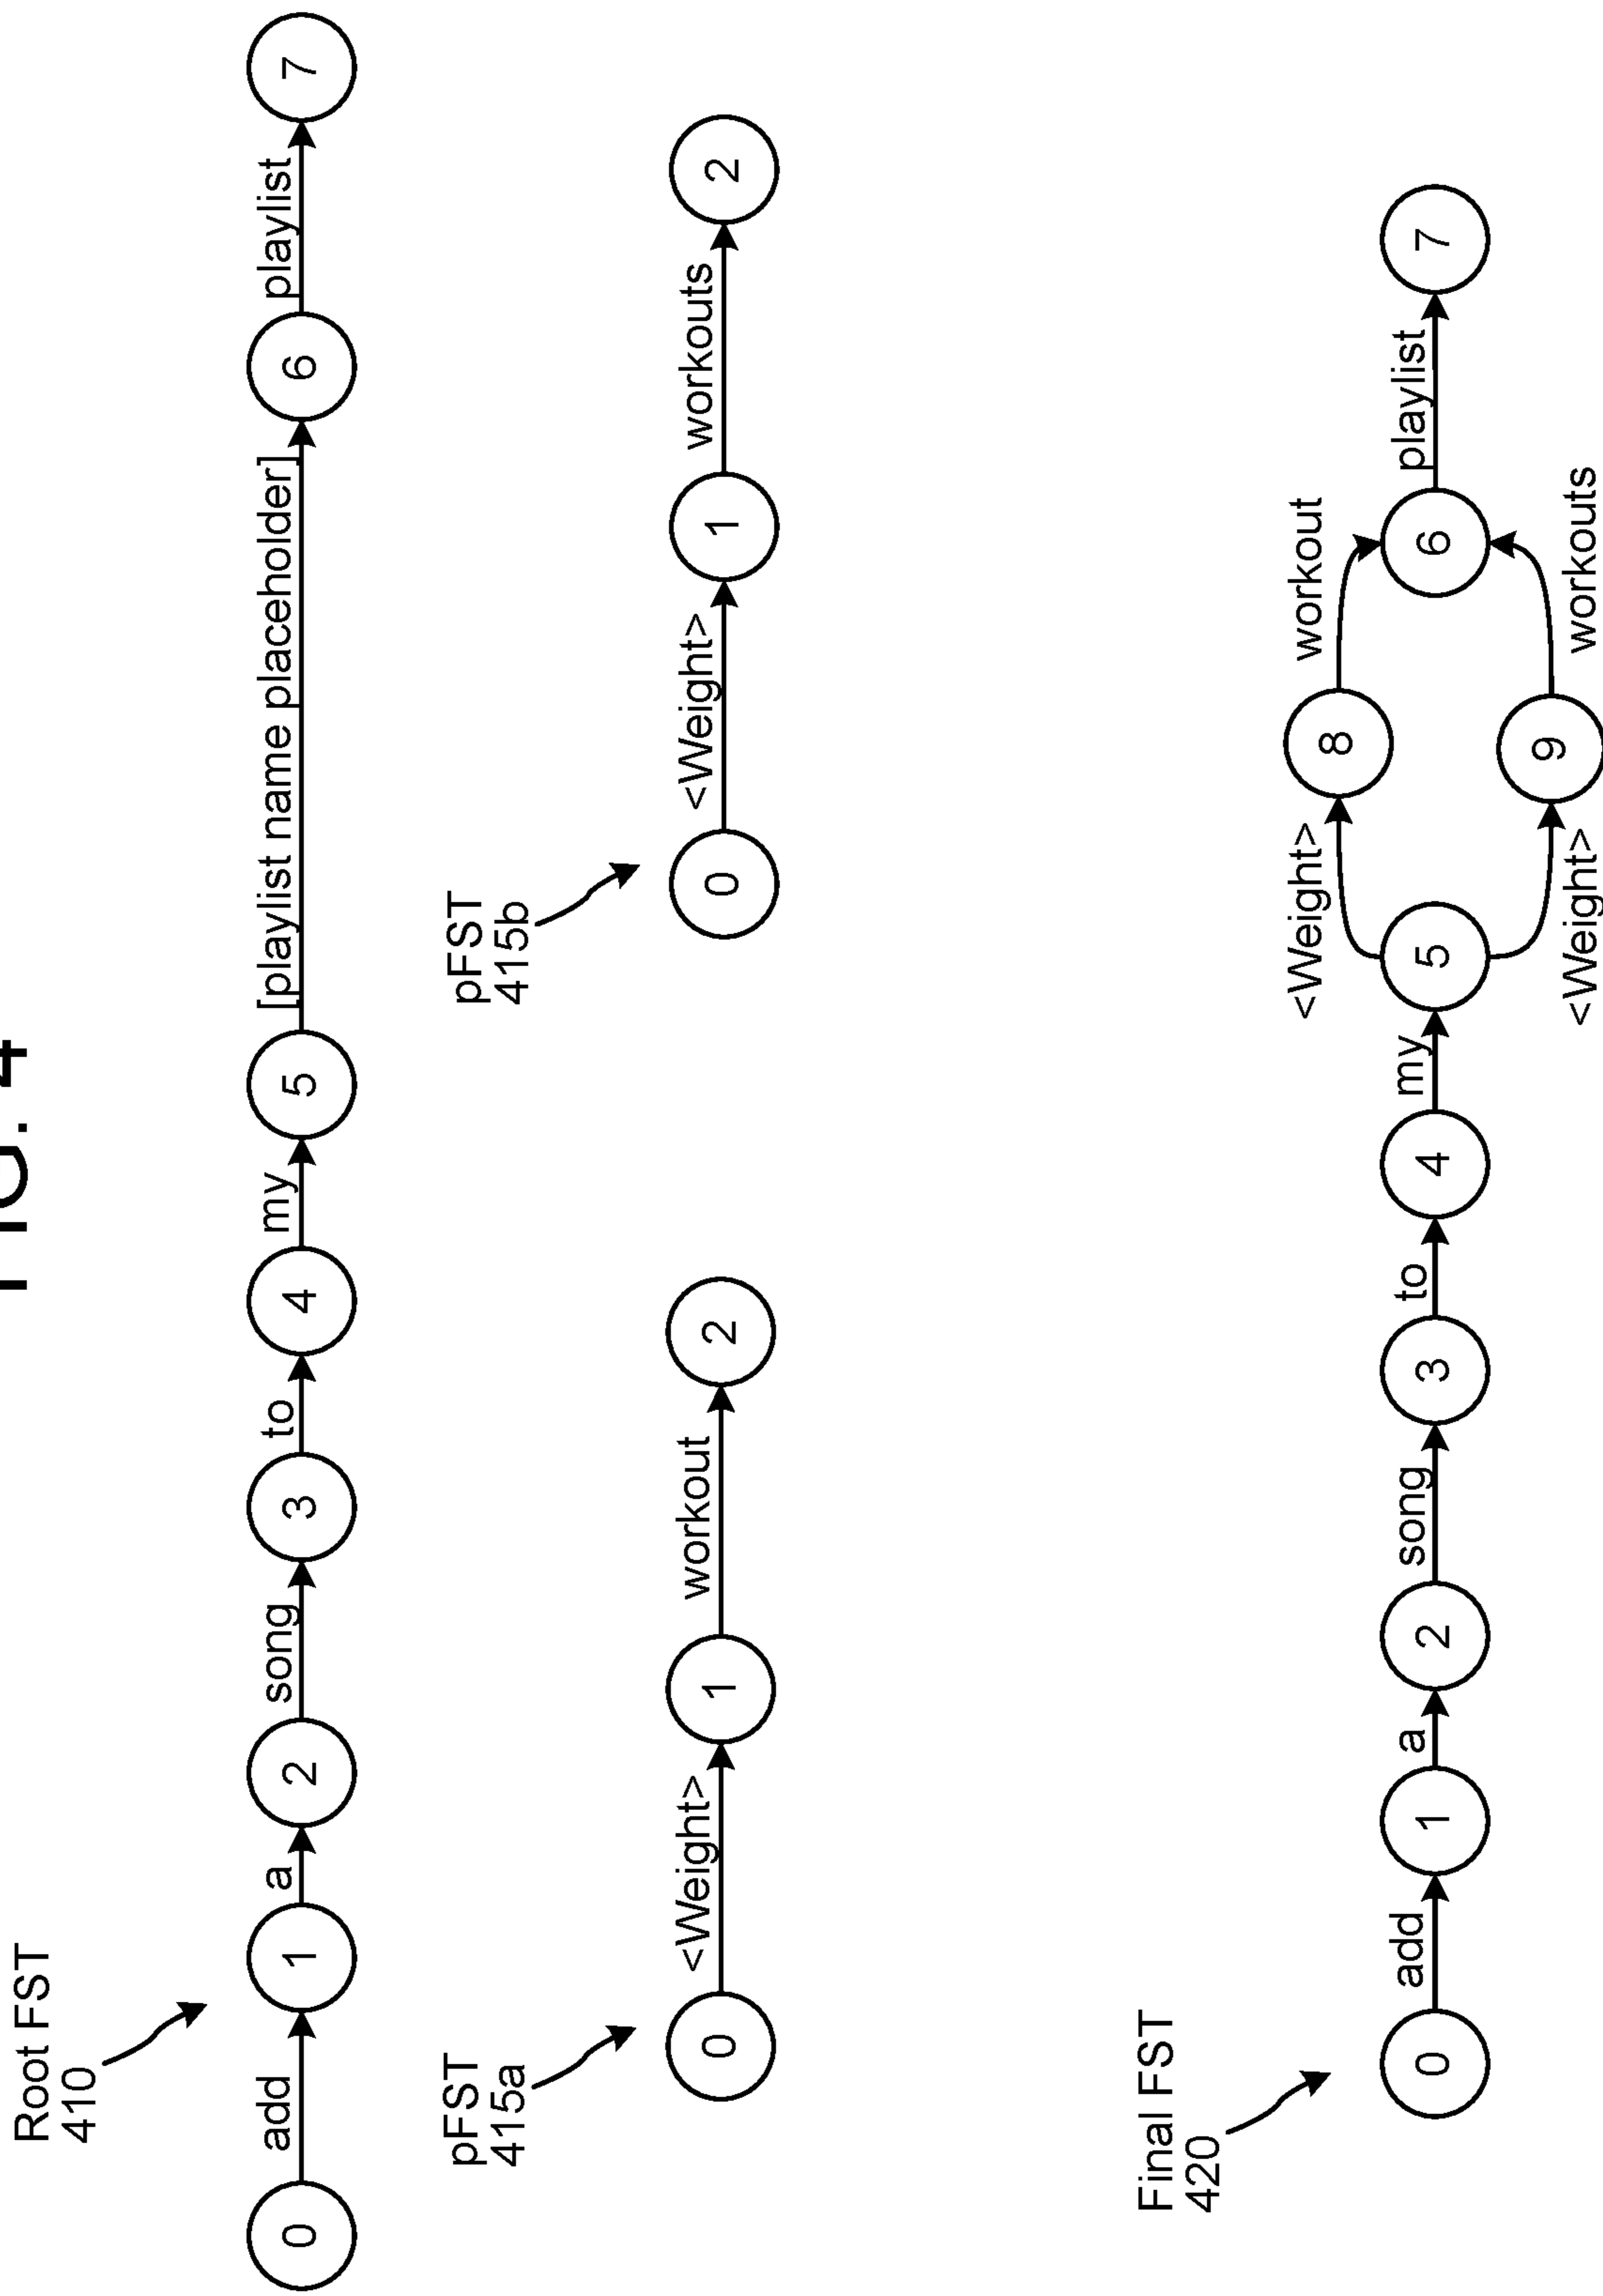 FIG. 4
Root FST
410
0 add 1 a 2 song 3 to 4 my 5 [playlist name placeholder] 6 playlist 7
pFST
415a
0 <Weight> 1 workout 2
pFST
415b
0 <Weight> 1 workouts 2
Final FST
420
<Weight> 8 workout
0 add 1 a 2 song 3 to 4 my 5 6 playlist 7
<Weight> 9 workouts